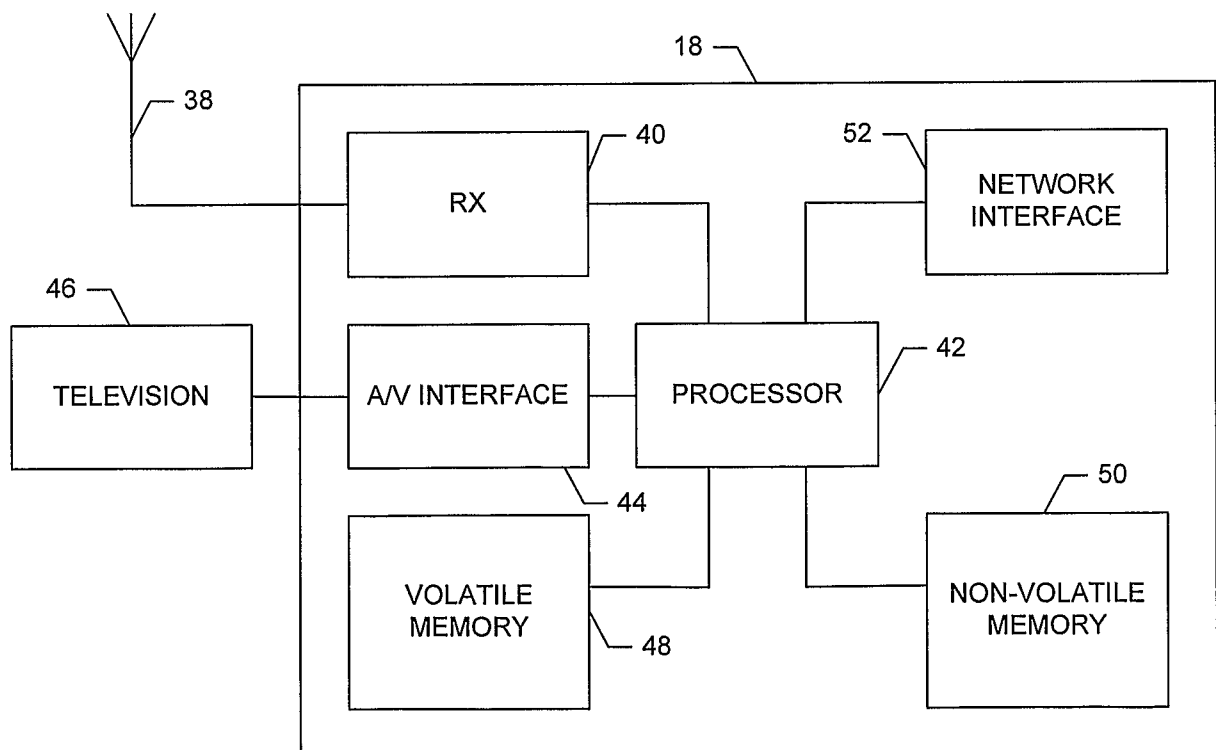 18
38
40
RX
52
NETWORK
INTERFACE
46
TELEVISION
A/V INTERFACE
44
PROCESSOR
42
VOLATILE
MEMORY
48
50
NON-VOLATILE
MEMORY